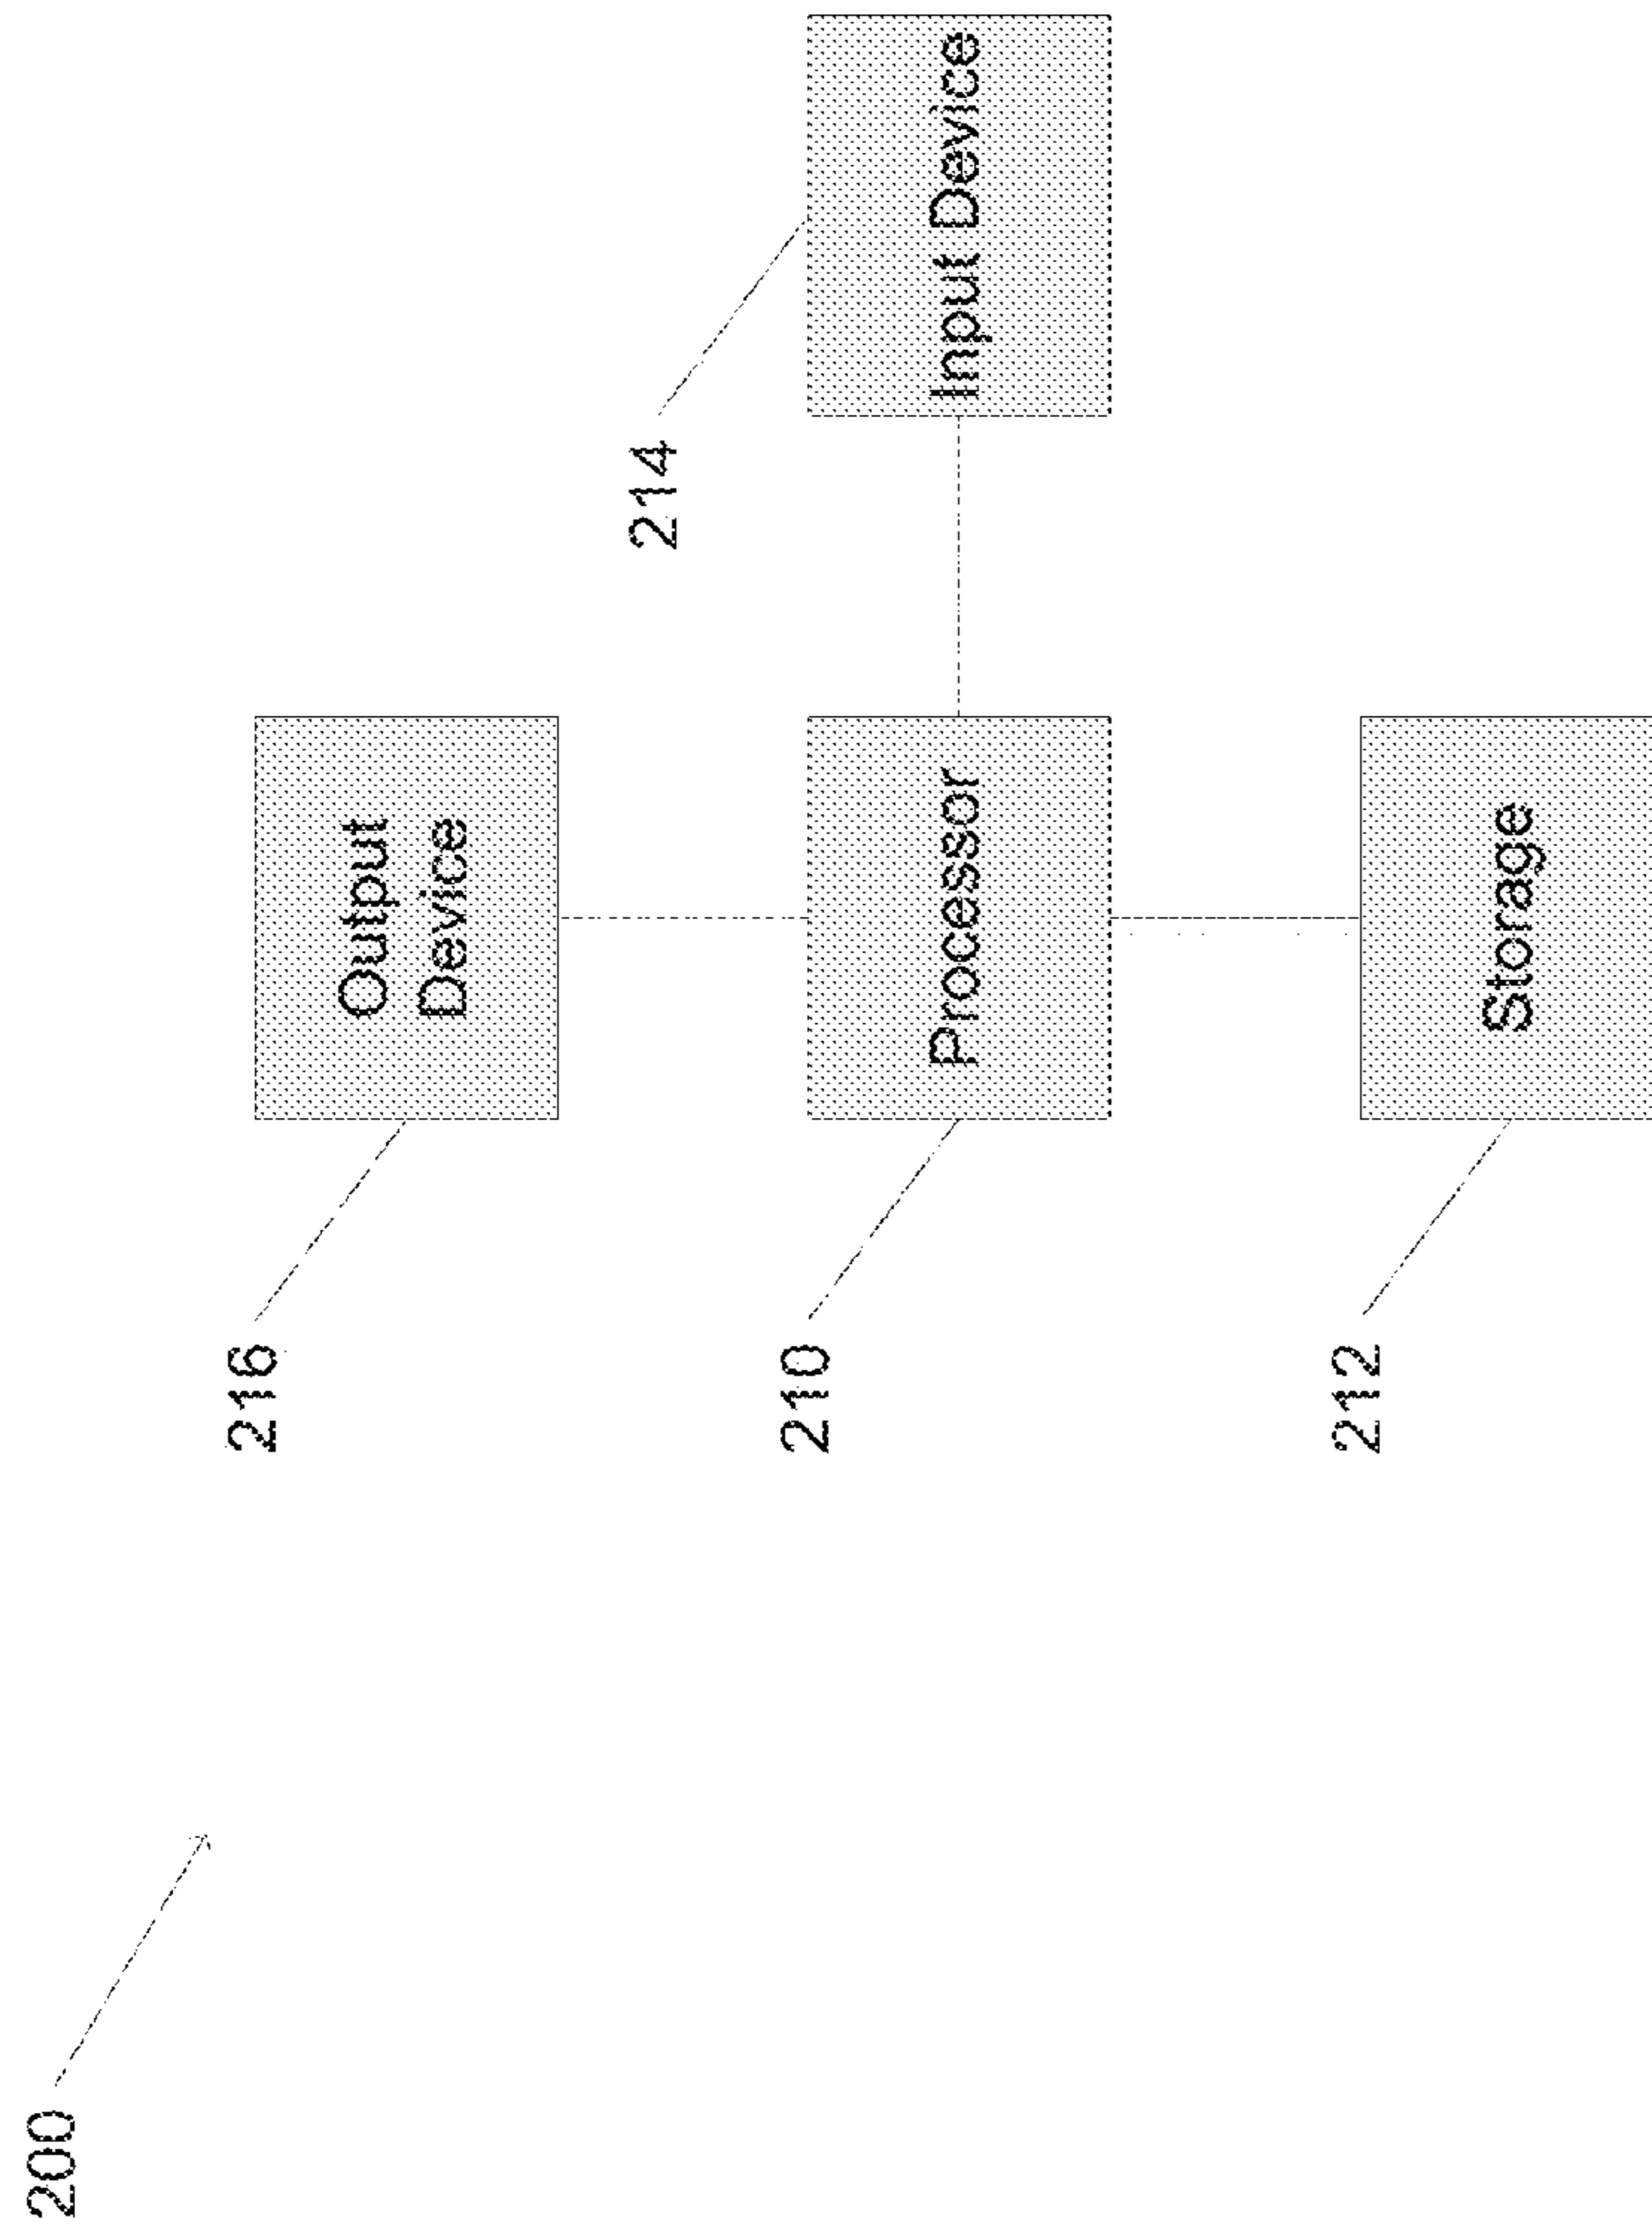 200
216
Output
Device
210
Processor
212
Storage
214
Input Device